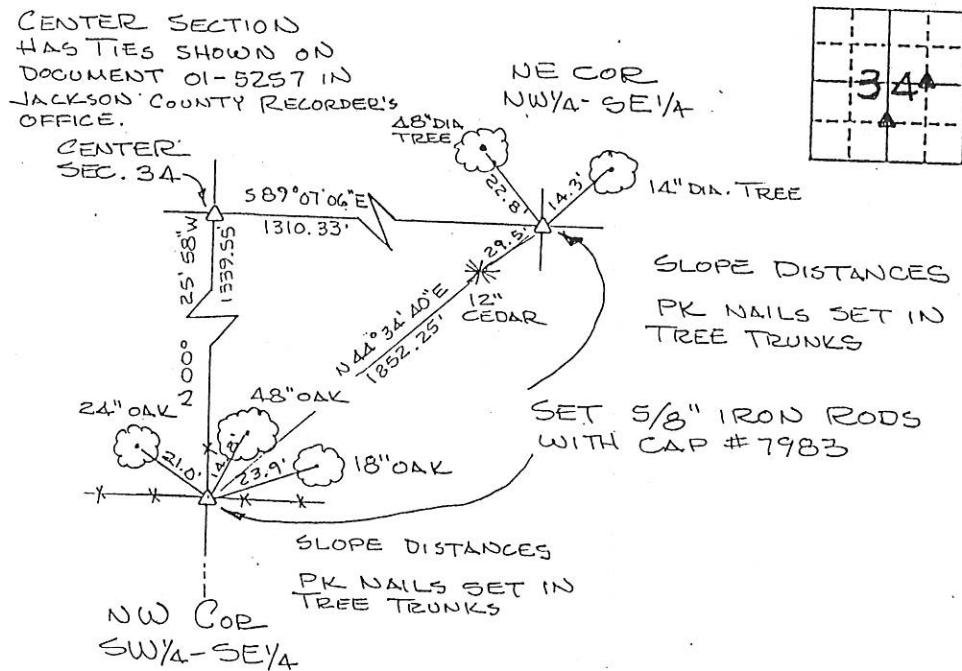 CENTER SECTION
HAS TIES SHOWN ON
DOCUMENT 01-5257 IN
JACKSON COUNTY RECORDER'S
OFFICE.
CENTER
SEC. 34
NE COR
NW1/4-SE1/4
34
48" DIA
TREE
22.8'
14.3'
14" DIA. TREE
S 89° 07' 06" E
1310.33'
29.5'
12"
CEDAR
N 00° 25' 58" W
1339.55'
N 44° 34' 40" E
1852.25'
SLOPE DISTANCES
PK NAILS SET IN
TREE TRUNKS
SET 5/8" IRON RODS
WITH CAP #7983
24" OAK
21.0'
48" OAK
23.9'
18" OAK
SLOPE DISTANCES
PK NAILS SET IN
TREE TRUNKS
NW COR
SW1/4-SE1/4